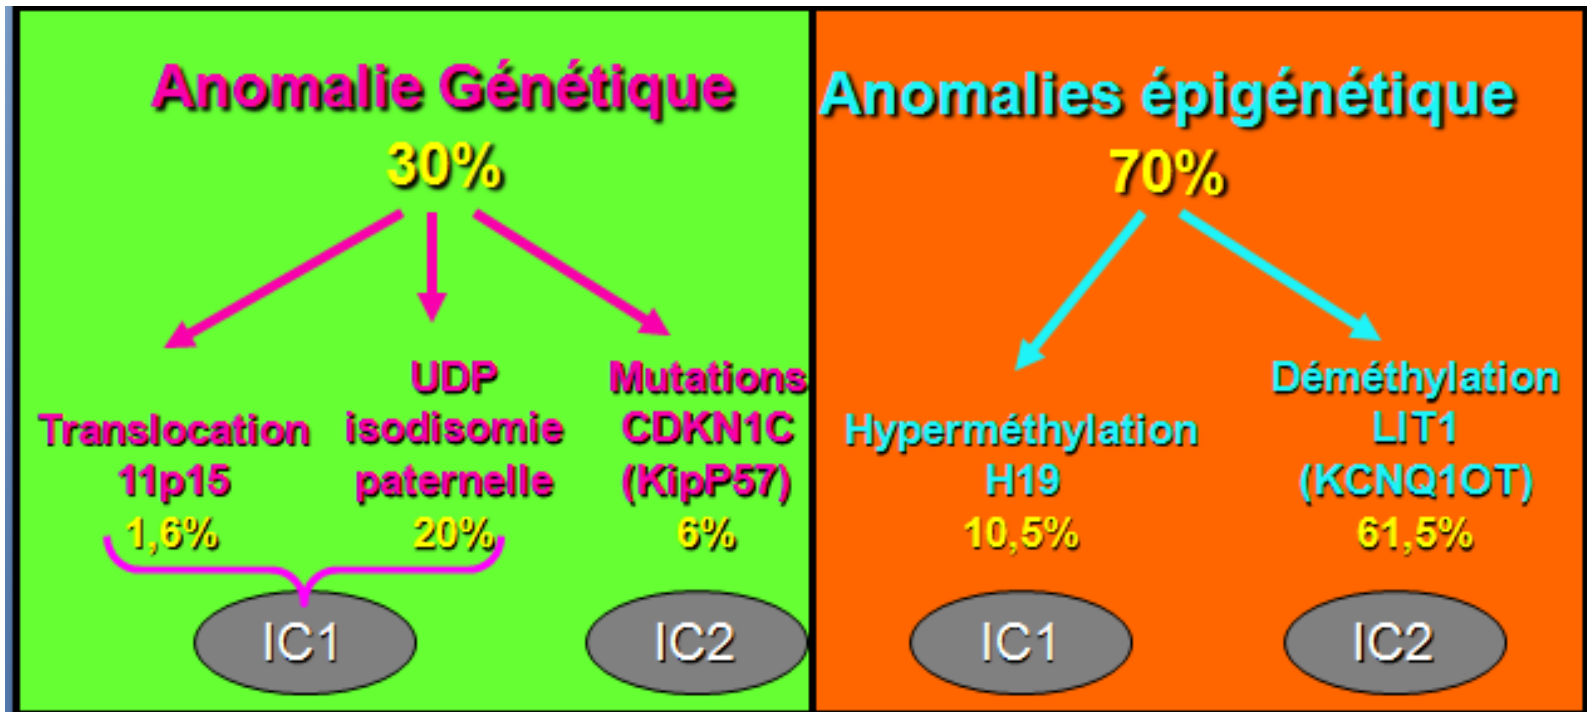 Anomalie Génétique
30%
Translocation
11p15
1,6%
UDP
isodisomie
paternelle
20%
Mutations
CDKN1C
(KipP57)
6%
IC1
IC2
Anomalies épigénétique
70%
Hyperméthylation
H19
10,5%
Déméthylation
LIT1
(KCNQ1OT)
61,5%
IC1
IC2